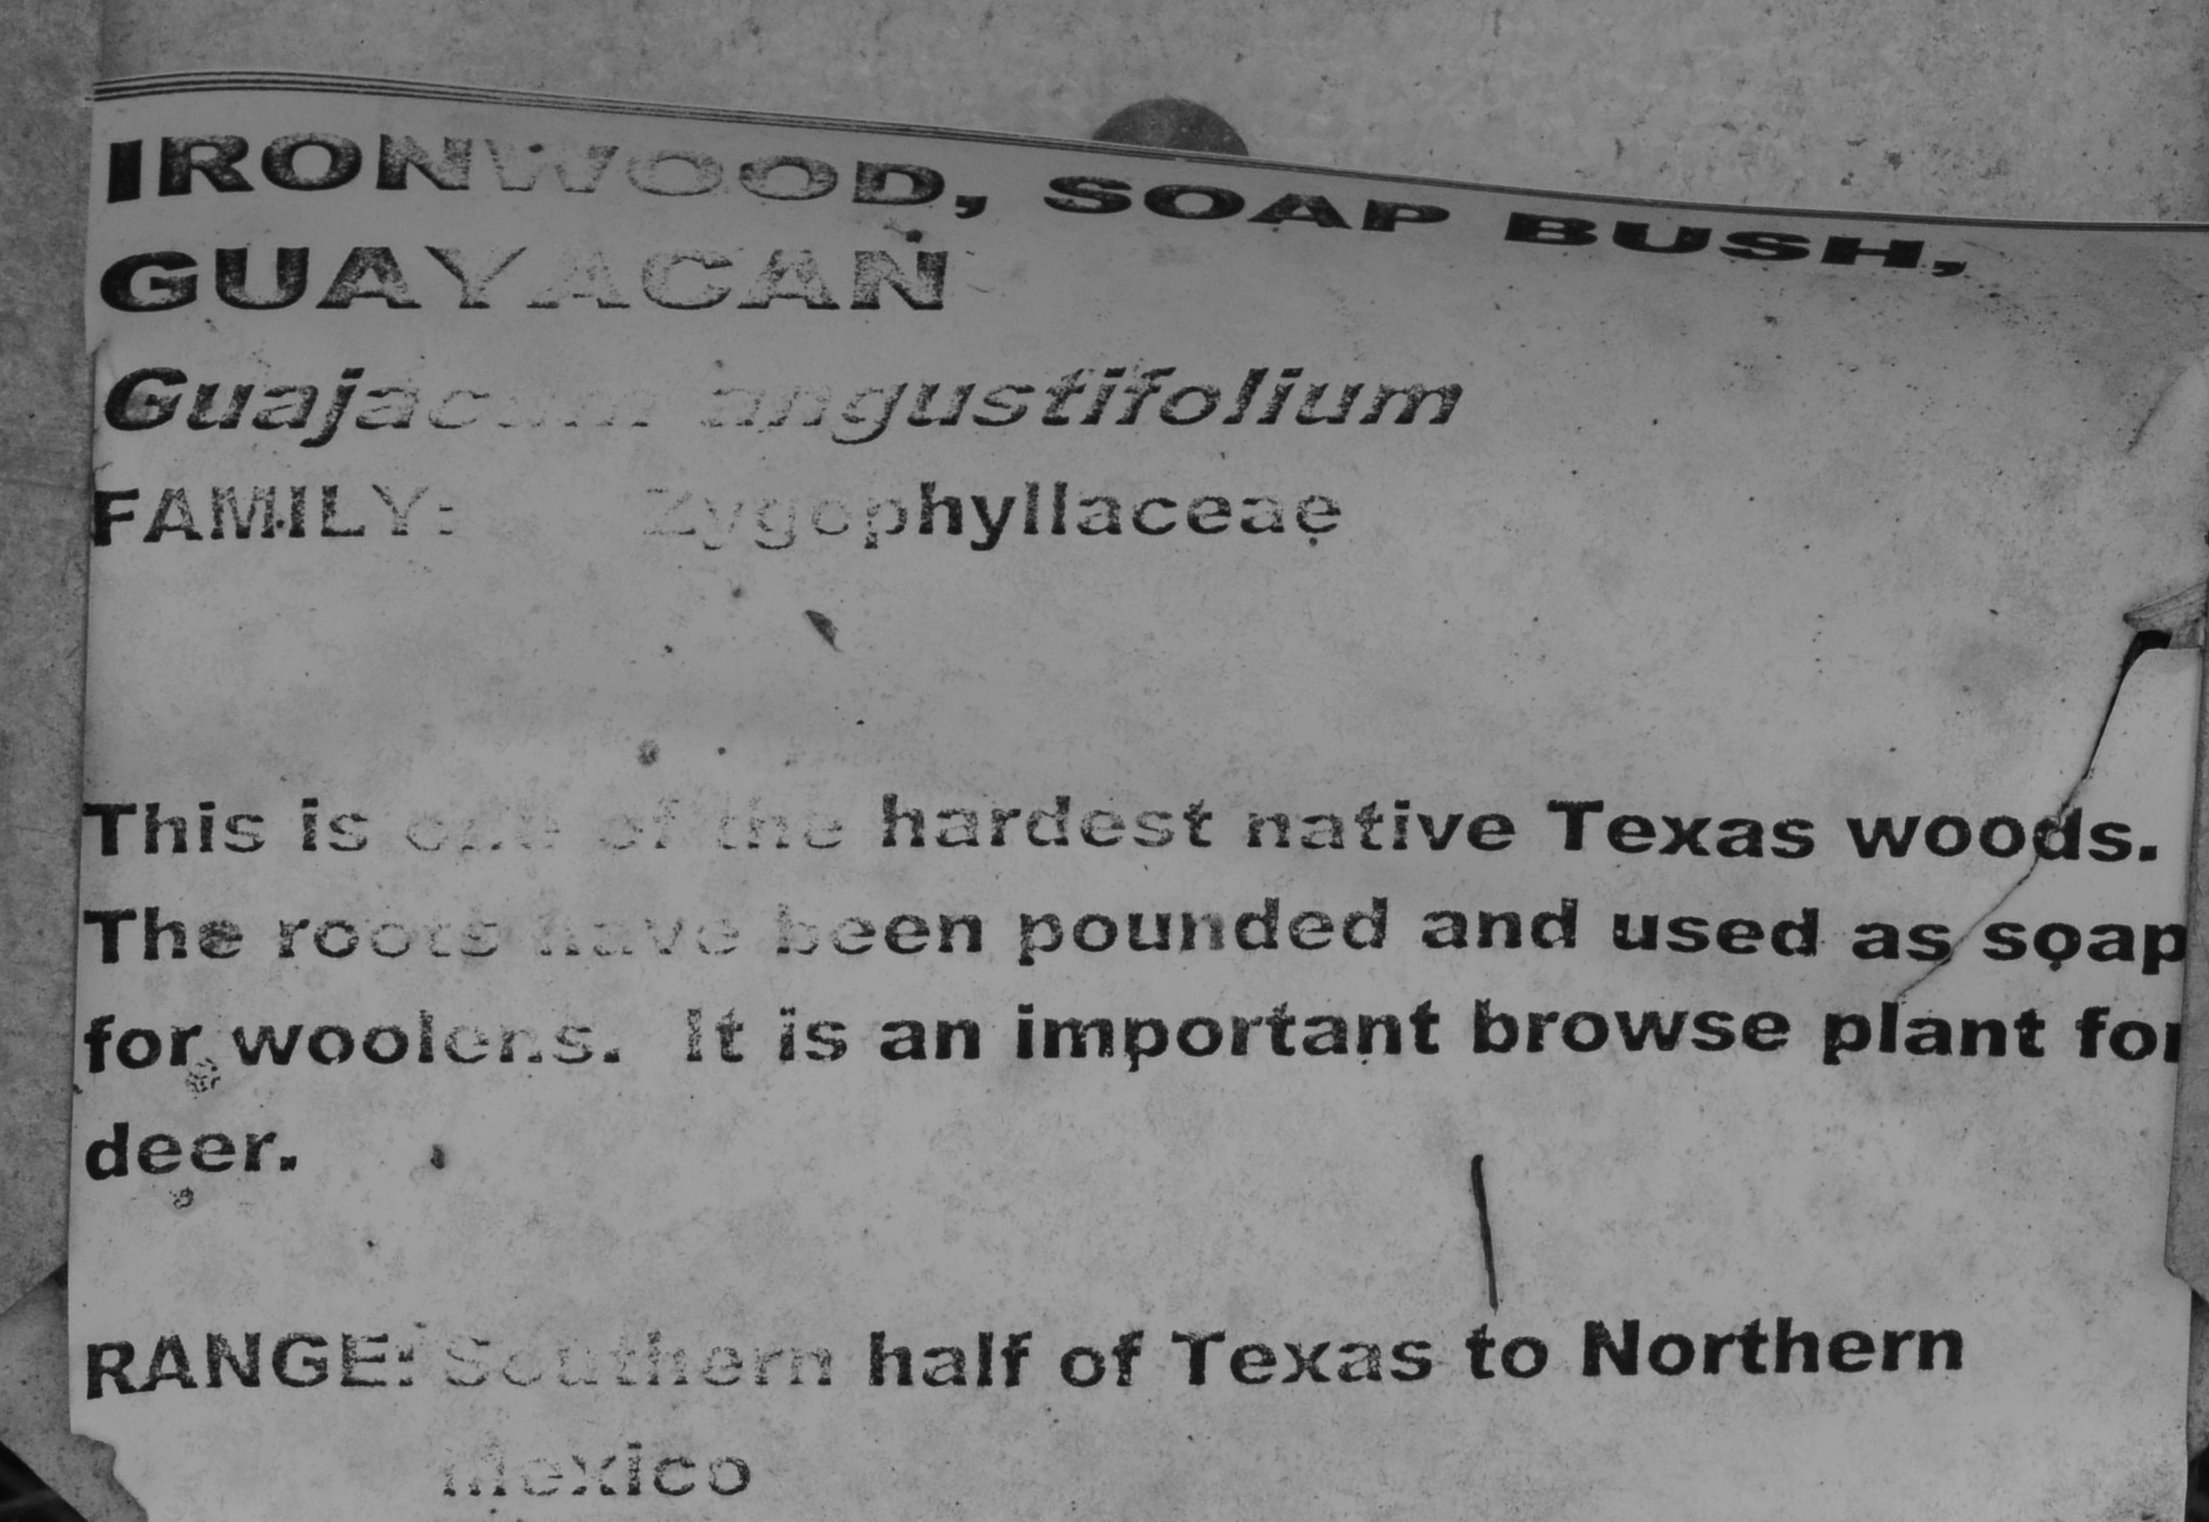 IRONWOOD, SOAP BUSH,
GUAYACAN
Guajacum angustifolium
FAMILY: Zygophyllaceae
This is one of the hardest native Texas woods.
The roots have been pounded and used as soap
for woolens. It is an important browse plant for
deer.
RANGE: Southern half of Texas to Northern
Mexico